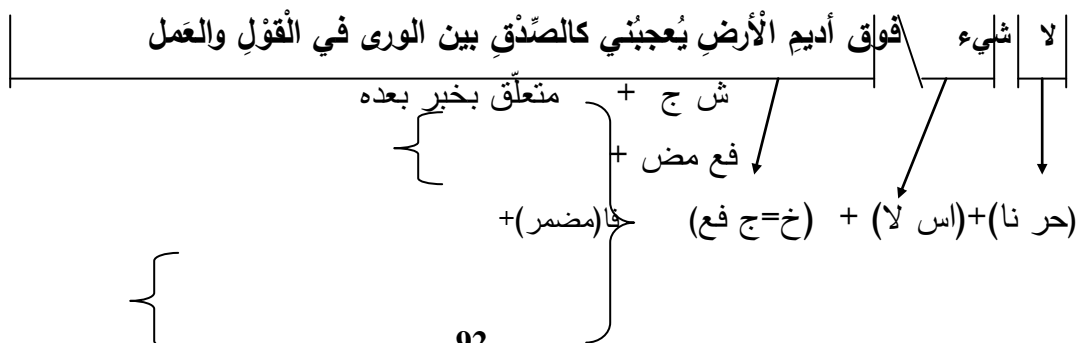 لا شيء فوق أديمِ الْأرضِ يُعجبُني كالصِّدْقِ بين الورى في الْقوْلِ والعَمل
ش ج + متعلّق بخبر بعده
فع مض +
(حر نا)+(اس لا) + (خ=ج فع) فا(مضمر)+
92